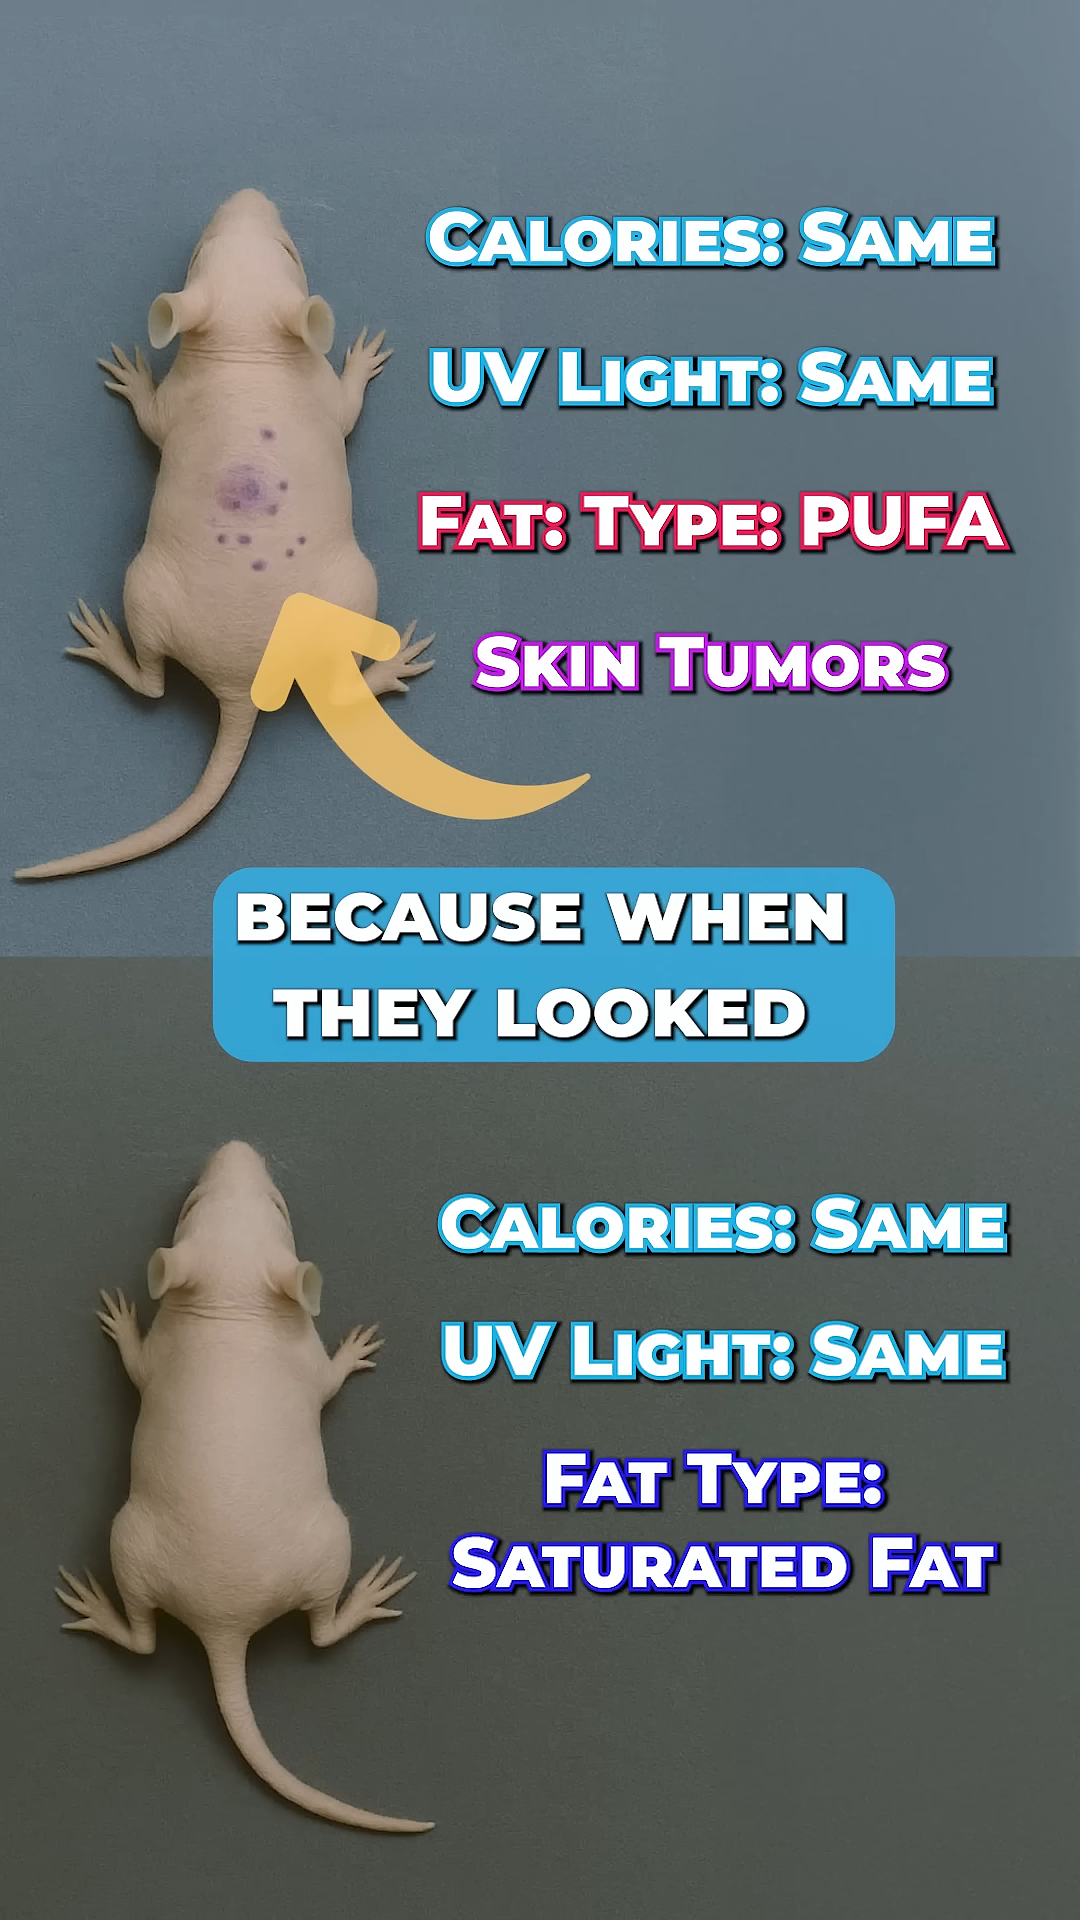 Calories: Same
UV Light: Same
Fat: Type: PUFA
Skin Tumors
BECAUSE WHEN
THEY LOOKED
Calories: Same
UV Light: Same
Fat Type:
Saturated Fat